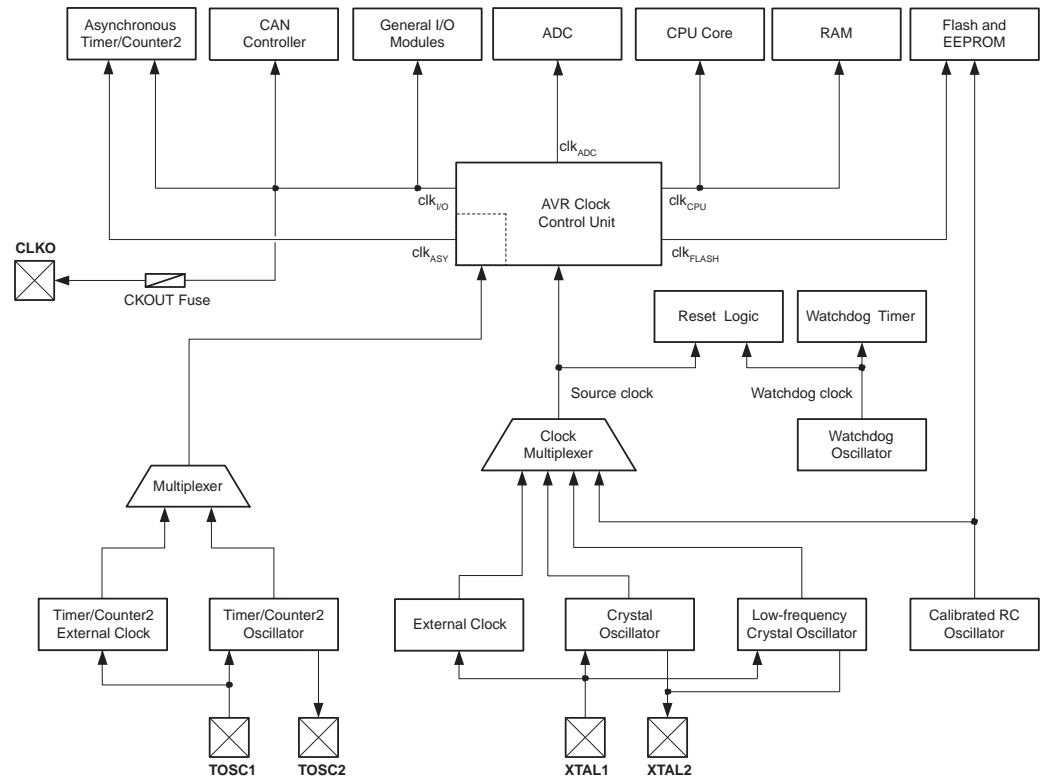 Asynchronous
Timer/Counter2
CAN
Controller
General I/O
Modules
ADC
CPU Core
RAM
Flash and
EEPROM
clkADC
clkI/O
AVR Clock
Control Unit
clkCPU
clkASY
clkFLASH
CLKO
CKOUT Fuse
Reset Logic
Watchdog Timer
Source clock
Watchdog clock
Clock
Multiplexer
Watchdog
Oscillator
Multiplexer
Timer/Counter2
External Clock
Timer/Counter2
Oscillator
External Clock
Crystal
Oscillator
Low-frequency
Crystal Oscillator
Calibrated RC
Oscillator
TOSC1
TOSC2
XTAL1
XTAL2